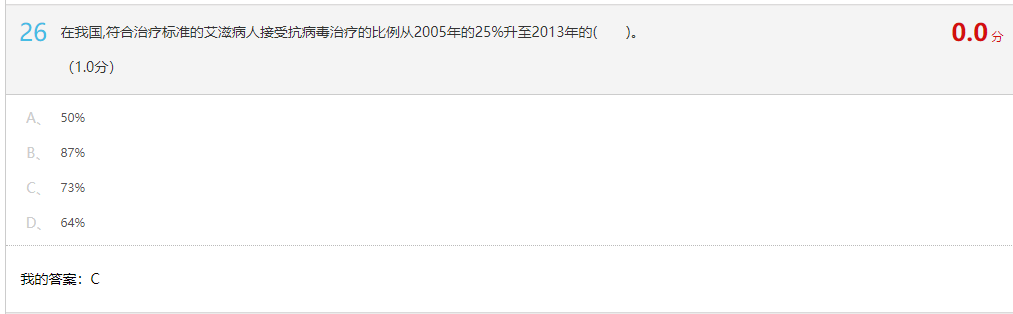 26 在我国,符合治疗标准的艾滋病人接受抗病毒治疗的比例从2005年的25%升至2013年的(  )。 0.0 分
（1.0分）
A、 50%
B、 87%
C、 73%
D、 64%
我的答案：C